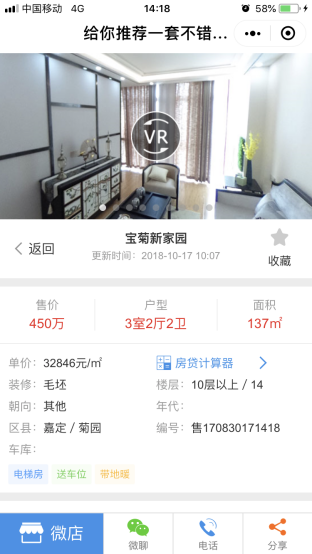 中国移动 4G 14:18 58%
给你推荐一套不错...
VR
返回 宝菊新家园
更新时间：2018-10-17 10:07 收藏
售价 户型 面积
450万 3室2厅2卫 137㎡
单价：32846元/㎡ 房贷计算器
装修：毛坯 楼层：10层以上 / 14
朝向：其他 年代：
区县：嘉定 / 菊园 编号：售170830171418
车库：
电梯房 送车位 带地暖
微店 微聊 电话 分享